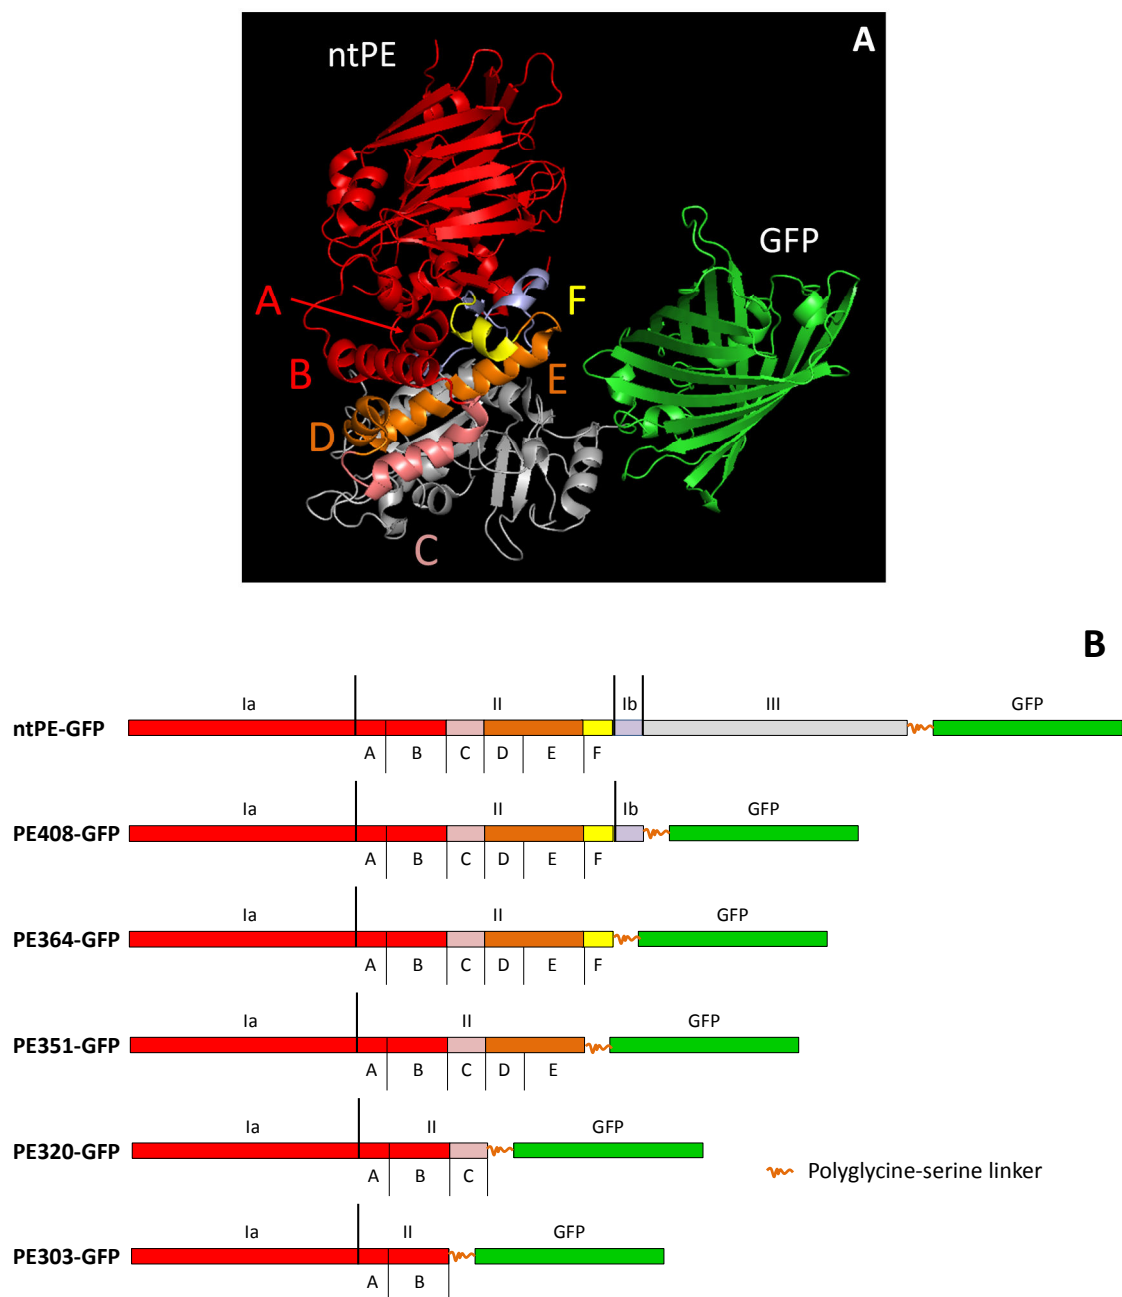 A
ntPE
GFP
A
F
B
E
D
C
B
Ia II Ib III GFP
ntPE-GFP
A B C D E F
Ia II Ib GFP
PE408-GFP
A B C D E F
Ia II GFP
PE364-GFP
A B C D E F
Ia II GFP
PE351-GFP
A B C D E
Ia II GFP
PE320-GFP
A B C
Polyglycine-serine linker
Ia II GFP
PE303-GFP
A B